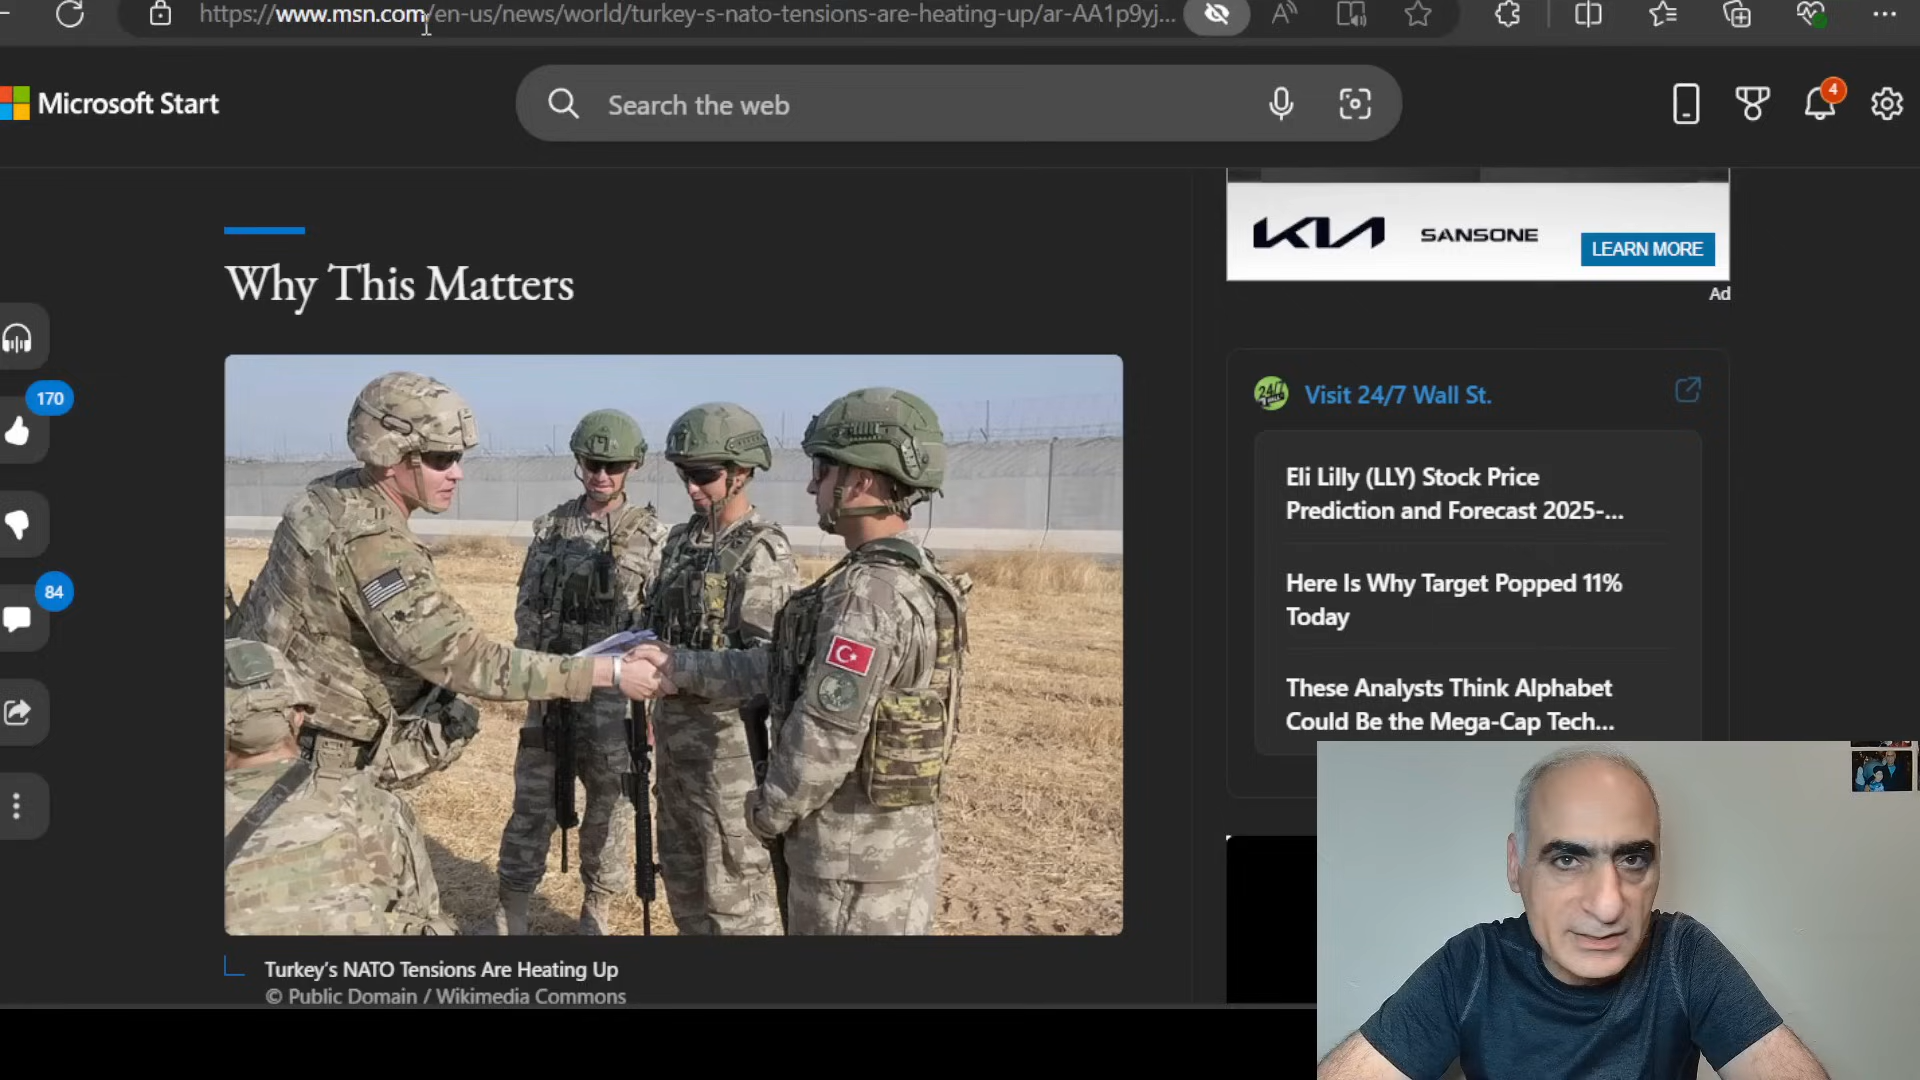 https://www.msn.com/en-us/news/world/turkey-s-nato-tensions-are-heating-up/ar-AA1p9yj...
Microsoft Start
Search the web
4
KIA
SANSONE
LEARN MORE
Ad
Why This Matters
170
84
24/7
Visit 24/7 Wall St.
Eli Lilly (LLY) Stock Price
Prediction and Forecast 2025-...
Here Is Why Target Popped 11%
Today
These Analysts Think Alphabet
Could Be the Mega-Cap Tech...
Turkey's NATO Tensions Are Heating Up
© Public Domain / Wikimedia Commons